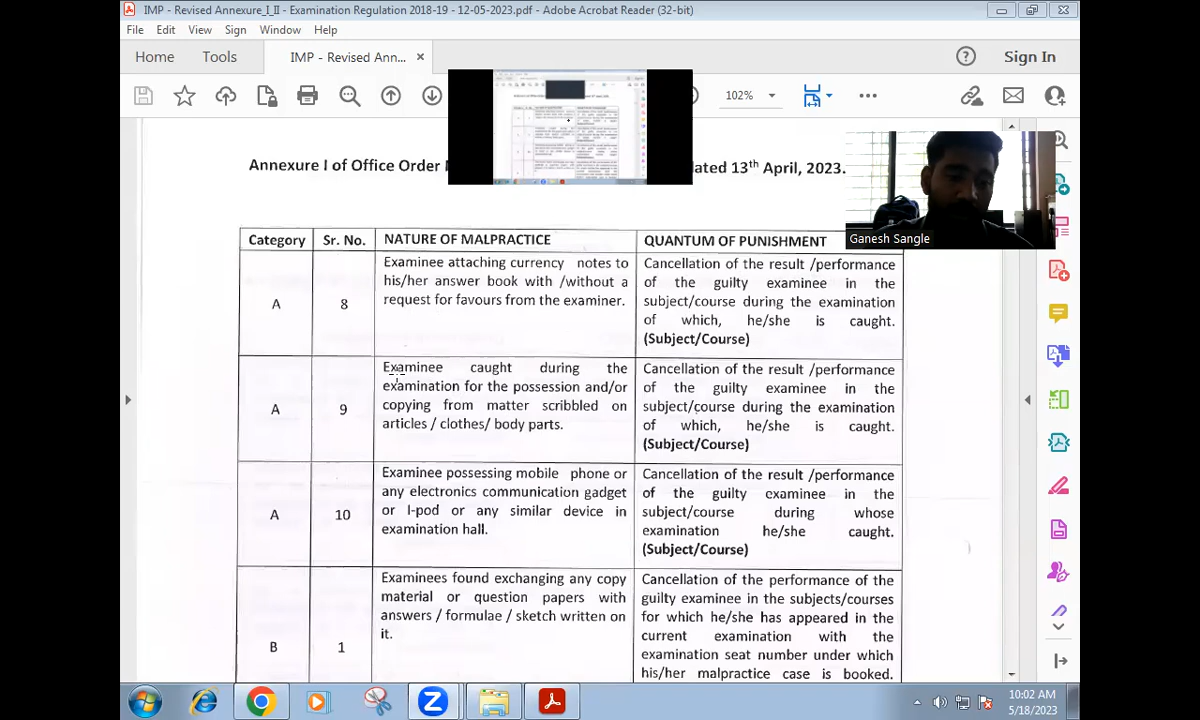 IMP - Revised Annexure_I_II - Examination Regulation 2018-19 - 12-05-2023.pdf - Adobe Acrobat Reader (32-bit)
File Edit View Sign Window Help
Home Tools IMP - Revised Ann... × Sign In
102%
Annexure I of Office Order
ated 13th April, 2023.
Ganesh Sangle
Category Sr. No. NATURE OF MALPRACTICE QUANTUM OF PUNISHMENT
A 8
Examinee attaching currency notes to
his/her answer book with /without a
request for favours from the examiner.
Cancellation of the result /performance
of the guilty examinee in the
subject/course during the examination
of which, he/she is caught.
(Subject/Course)
A 9
Examinee caught during the
examination for the possession and/or
copying from matter scribbled on
articles / clothes/ body parts.
Cancellation of the result /performance
of the guilty examinee in the
subject/course during the examination
of which, he/she is caught.
(Subject/Course)
A 10
Examinee possessing mobile phone or
any electronics communication gadget
or I-pod or any similar device in
examination hall.
Cancellation of the result /performance
of the guilty examinee in the
subject/course during whose
examination he/she caught.
(Subject/Course)
B 1
Examinees found exchanging any copy
material or question papers with
answers / formulae / sketch written on
it.
Cancellation of the performance of the
guilty examinee in the subjects/courses
for which he/she has appeared in the
current examination with the
examination seat number under which
his/her malpractice case is booked.
10:02 AM
5/18/2023